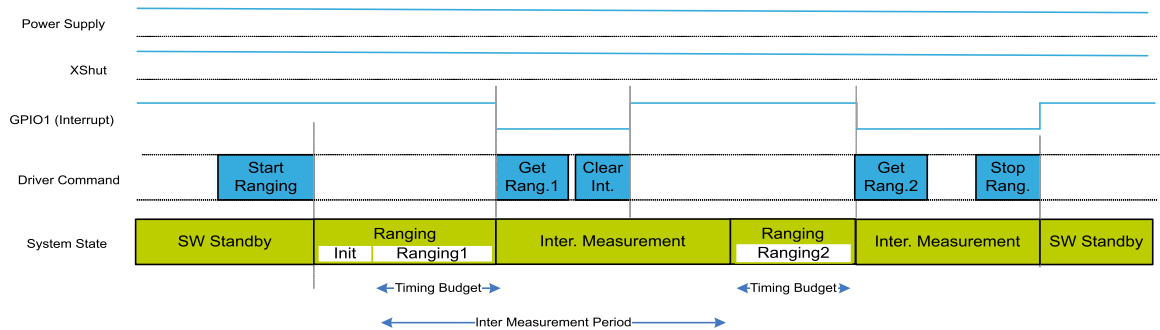 Power Supply
XShut
GPIO1 (Interrupt)
Driver Command
Start
Ranging
Get
Rang.1
Clear
Int.
Get
Rang.2
Stop
Rang.
System State
SW Standby
Ranging
Init
Ranging1
Inter. Measurement
Ranging
Ranging2
Inter. Measurement
SW Standby
Timing Budget
Timing Budget
Inter Measurement Period